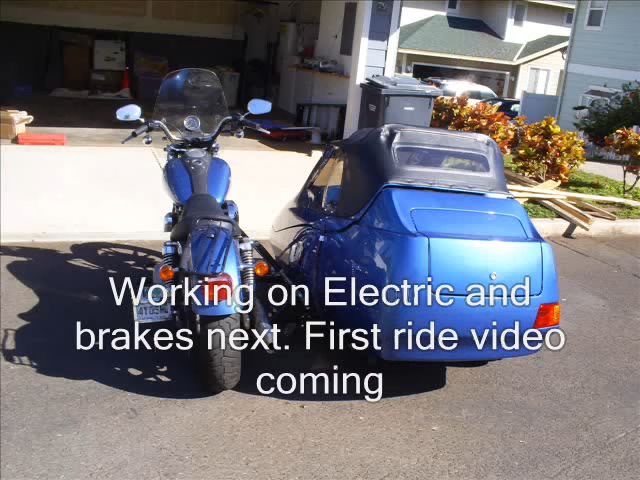 Working on Electric and
brakes next. First ride video
coming